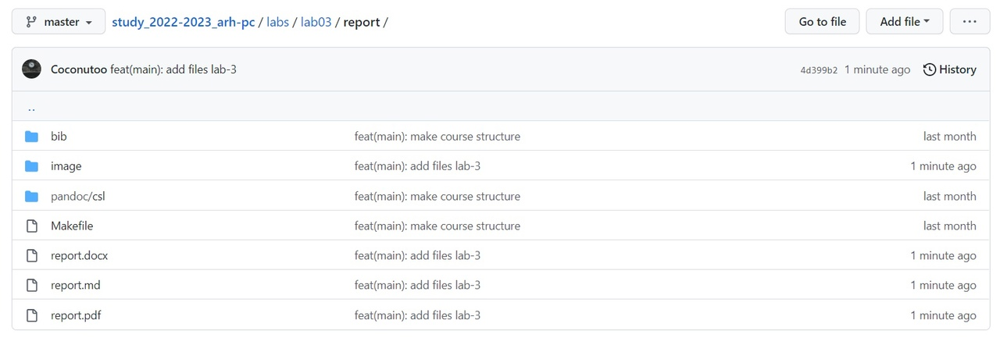 master study_2022-2023_arh-pc / labs / lab03 / report / Go to file Add file ...
Coconutoo feat(main): add files lab-3 4d399b2 1 minute ago History
..
bib feat(main): make course structure last month
image feat(main): add files lab-3 1 minute ago
pandoc/csl feat(main): make course structure last month
Makefile feat(main): make course structure last month
report.docx feat(main): add files lab-3 1 minute ago
report.md feat(main): add files lab-3 1 minute ago
report.pdf feat(main): add files lab-3 1 minute ago